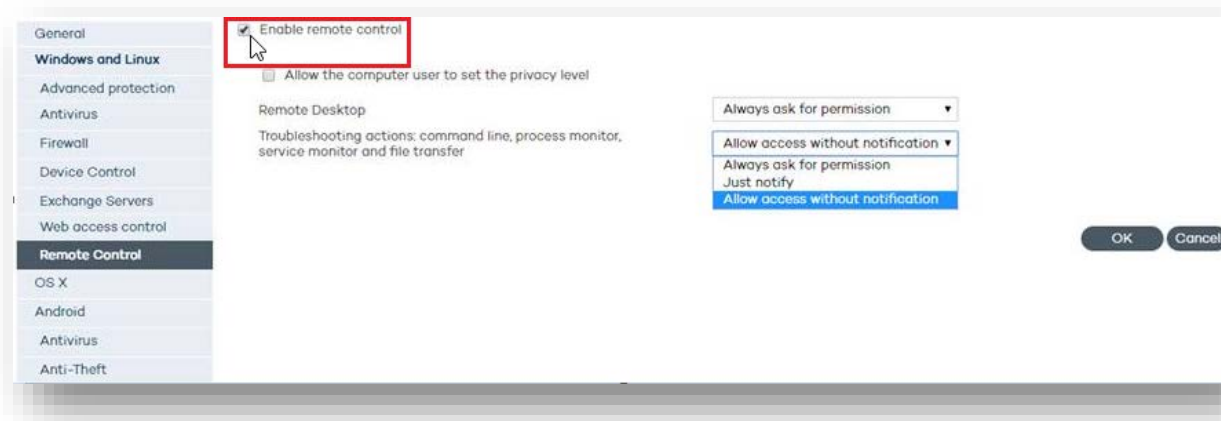 General
Windows and Linux
Advanced protection
Antivirus
Firewall
Device Control
Exchange Servers
Web access control
Remote Control
OS X
Android
Antivirus
Anti-Theft
Enable remote control
Allow the computer user to set the privacy level
Remote Desktop
Always ask for permission
Troubleshooting actions: command line, process monitor,
service monitor and file transfer
Allow access without notification
Always ask for permission
Just notify
Allow access without notification
OK
Cancel